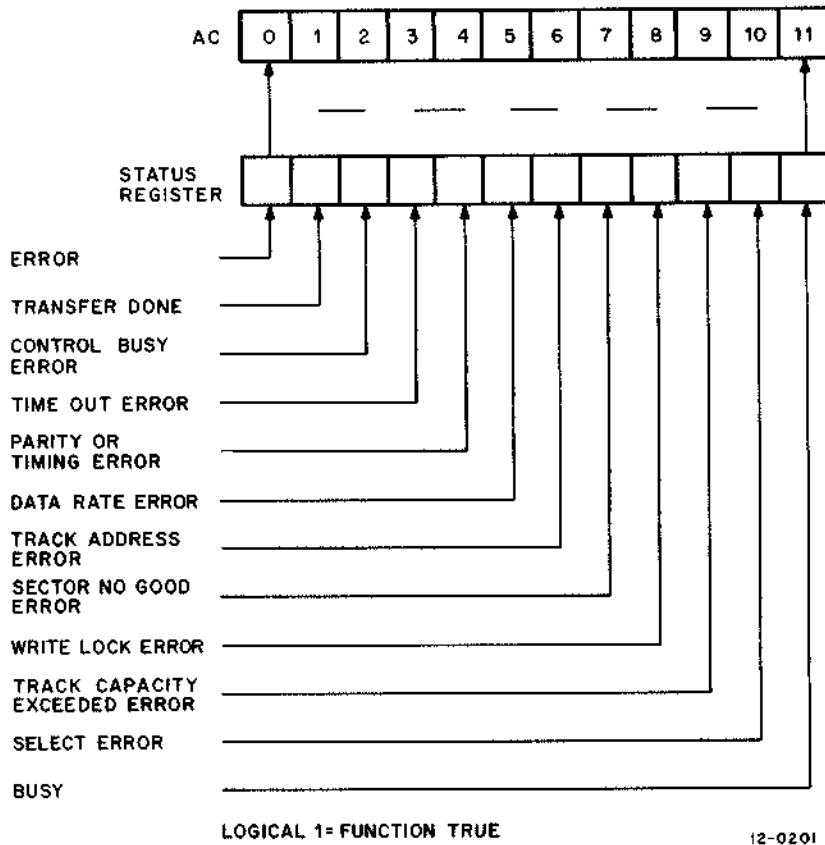 AC 0 1 2 3 4 5 6 7 8 9 10 11
STATUS
REGISTER
ERROR
TRANSFER DONE
CONTROL BUSY
ERROR
TIME OUT ERROR
PARITY OR
TIMING ERROR
DATA RATE ERROR
TRACK ADDRESS
ERROR
SECTOR NO GOOD
ERROR
WRITE LOCK ERROR
TRACK CAPACITY
EXCEEDED ERROR
SELECT ERROR
BUSY
LOGICAL 1= FUNCTION TRUE
12-0201